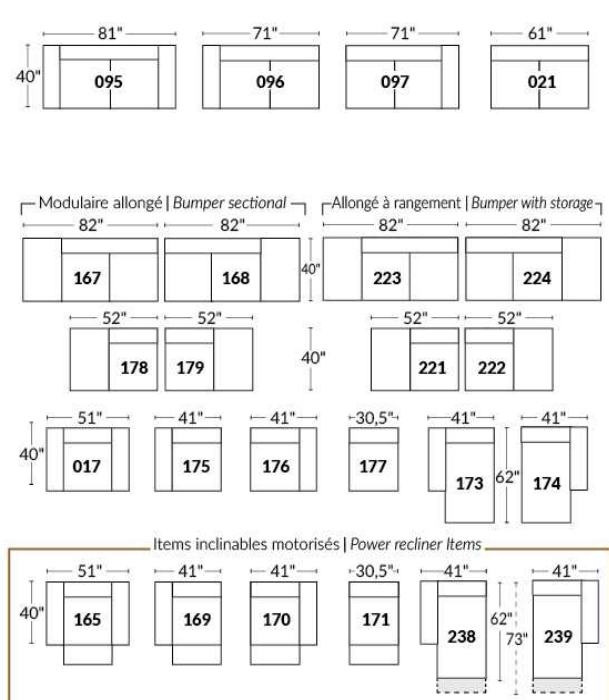 81" 71" 71" 61"
40" 095 096 097 021
Modulaire allongé | Bumper sectional Allongé à rangement | Bumper with storage
82" 82" 82" 82"
167 168 40" 223 224
52" 52" 52" 52"
178 179 40" 221 222
51" 41" 41" 30,5" 41" 41"
40" 017 175 176 177 173 62" 174
Items inclinables motorisés | Power recliner Items
51" 41" 41" 30,5" 41" 41"
40" 165 169 170 171 238 62" 73" 239